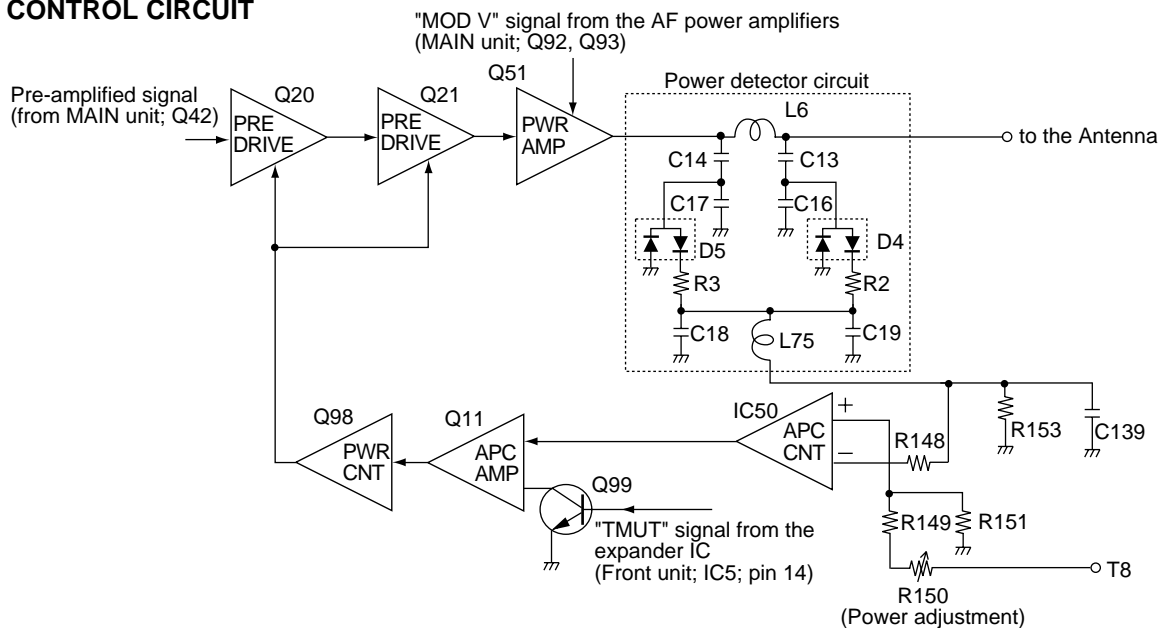 CONTROL CIRCUIT
"MOD V" signal from the AF power amplifiers
(MAIN unit; Q92, Q93)
Pre-amplified signal
(from MAIN unit; Q42)
Q20
PRE
DRIVE
Q21
PRE
DRIVE
Q51
PWR
AMP
Power detector circuit
L6
to the Antenna
C14
C13
C17
C16
D5
D4
R3
R2
C18
L75
C19
Q98
PWR
CNT
Q11
APC
AMP
IC50
APC
CNT
+
−
R148
R153
C139
Q99
"TMUT" signal from the
expander IC
(Front unit; IC5; pin 14)
R149
R151
R150
(Power adjustment)
T8